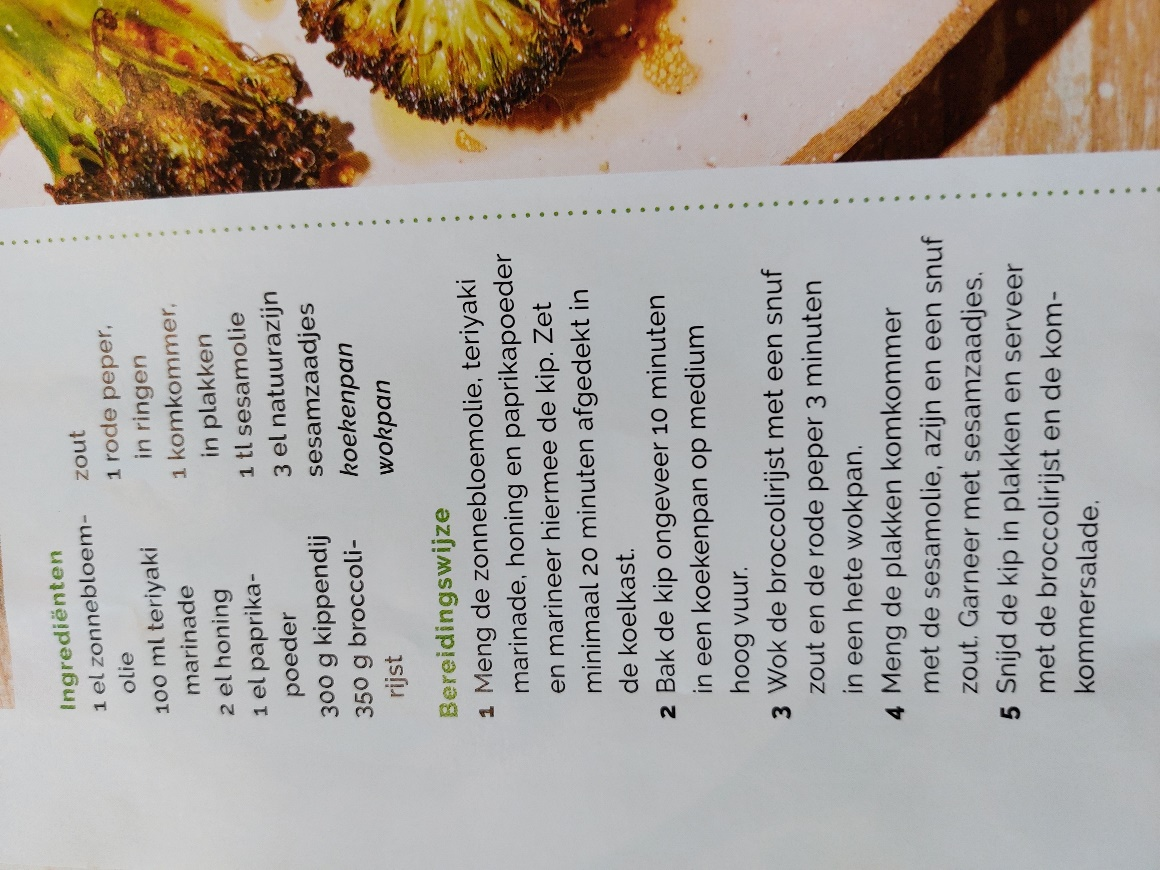 Ingrediënten
1 el zonnebloem-
olie
100 ml teriyaki
marinade
2 el honing
1 el paprika-
poeder
300 g kippendij
350 g broccoli-
rijst
zout
1 rode peper,
in ringen
1 komkommer,
in plakken
1 tl sesamolie
3 el natuurazijn
sesamzaadjes
koekenpan
wokpan
Bereidingswijze
1 Meng de zonnebloemolie, teriyaki
marinade, honing en paprikapoeder
en marineer hiermee de kip. Zet
minimaal 20 minuten afgedekt in
de koelkast.
2 Bak de kip ongeveer 10 minuten
in een koekenpan op medium
hoog vuur.
3 Wok de broccolirijst met een snuf
zout en de rode peper 3 minuten
in een hete wokpan.
4 Meng de plakken komkommer
met de sesamolie, azijn en een snuf
zout. Garneer met sesamzaadjes.
5 Snijd de kip in plakken en serveer
met de broccolirijst en de kom-
kommersalade.